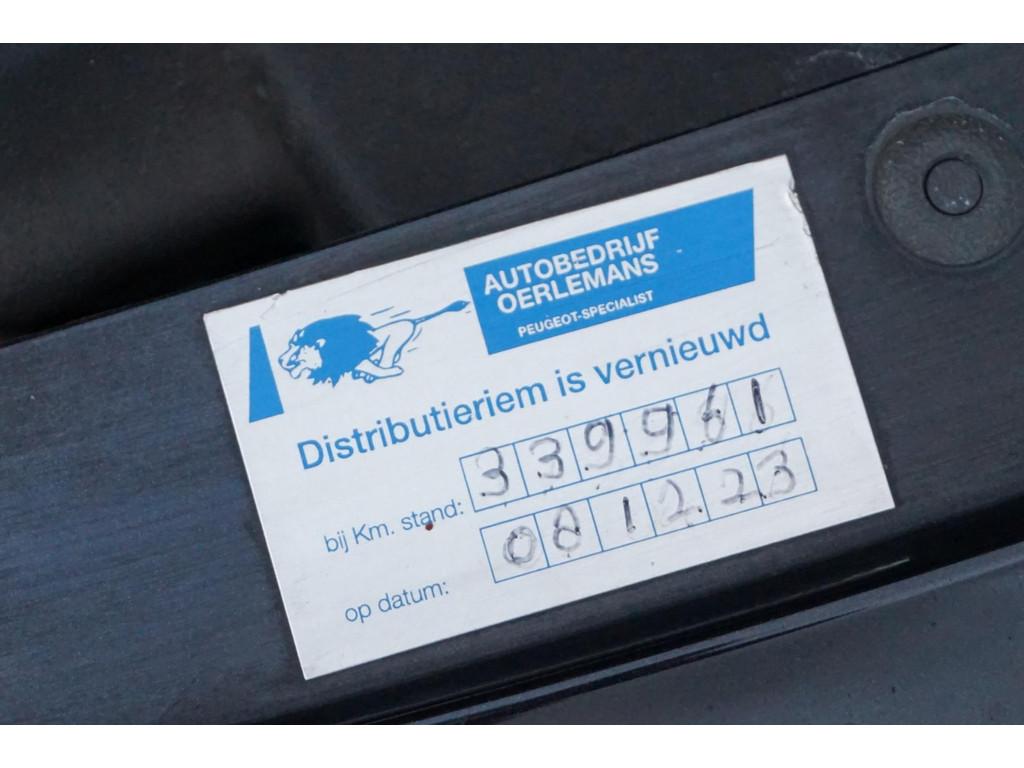 AUTOBEDRIJF
OERLEMANS
PEUGEOT-SPECIALIST
Distributieriem is vernieuwd
bij Km. stand: 339961
op datum: 081223